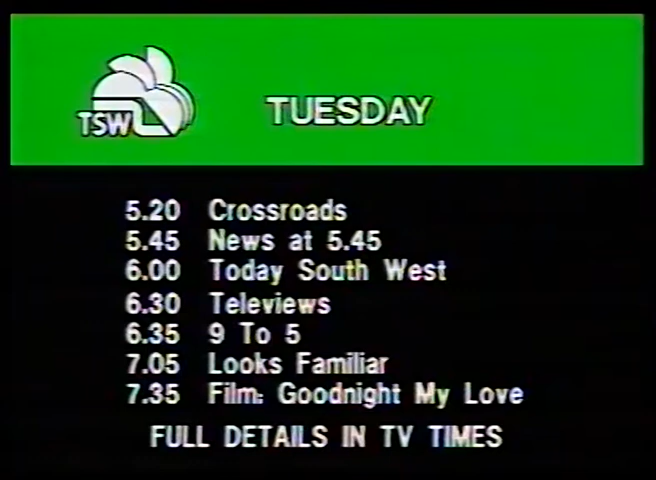 TSW
TUESDAY
5.20 Crossroads
5.45 News at 5.45
6.00 Today South West
6.30 Televiews
6.35 9 To 5
7.05 Looks Familiar
7.35 Film: Goodnight My Love
FULL DETAILS IN TV TIMES